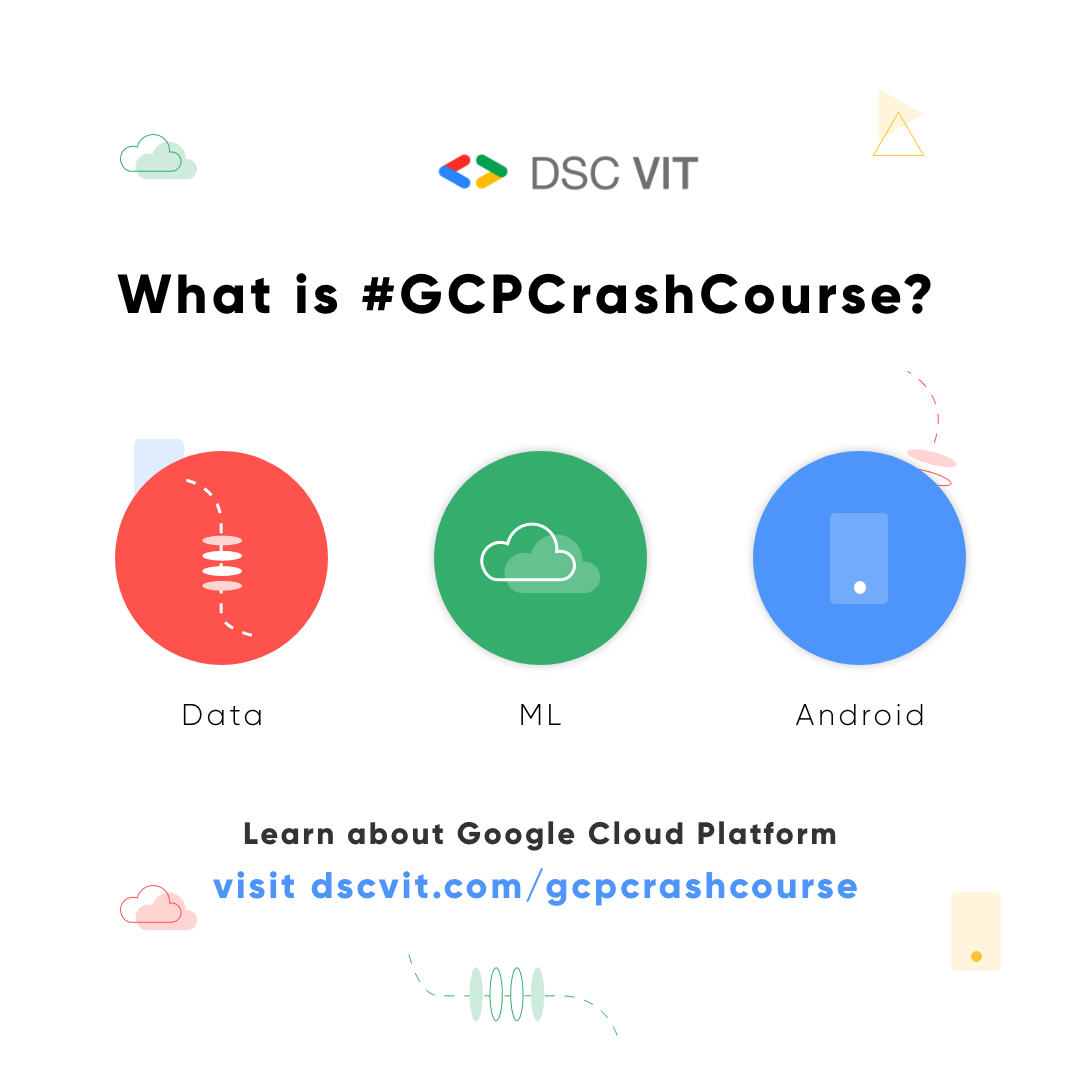 DSC VIT
What is #GCPCrashCourse?
Data
ML
Android
Learn about Google Cloud Platform
visit dscvit.com/gcpcrashcourse